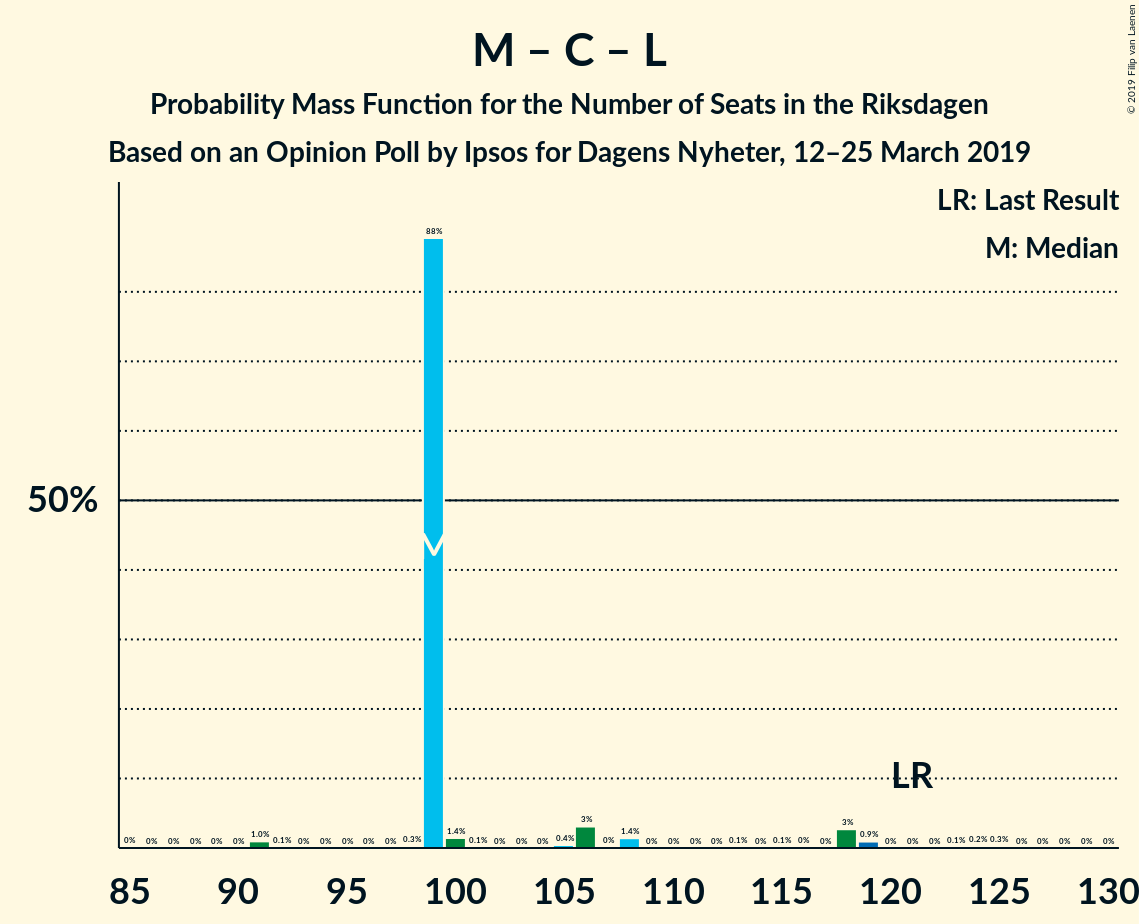 M – C – L
Probability Mass Function for the Number of Seats in the Riksdagen
Based on an Opinion Poll by Ipsos for Dagens Nyheter, 12–25 March 2019
© 2019 Filip van Laenen
LR: Last Result
M: Median
50%
0% 0% 0% 0% 0% 0% 1.0% 0.1% 0% 0% 0% 0% 0% 0.3% 88% 1.4% 0.1% 0% 0% 0% 0.4% 3% 0% 1.4% 0% 0% 0% 0% 0.1% 0% 0.1% 0% 0% 3% 0.9% 0% 0% 0% 0.1% 0.2% 0.3% 0% 0% 0% 0% 0%
LR
85 90 95 100 105 110 115 120 125 130